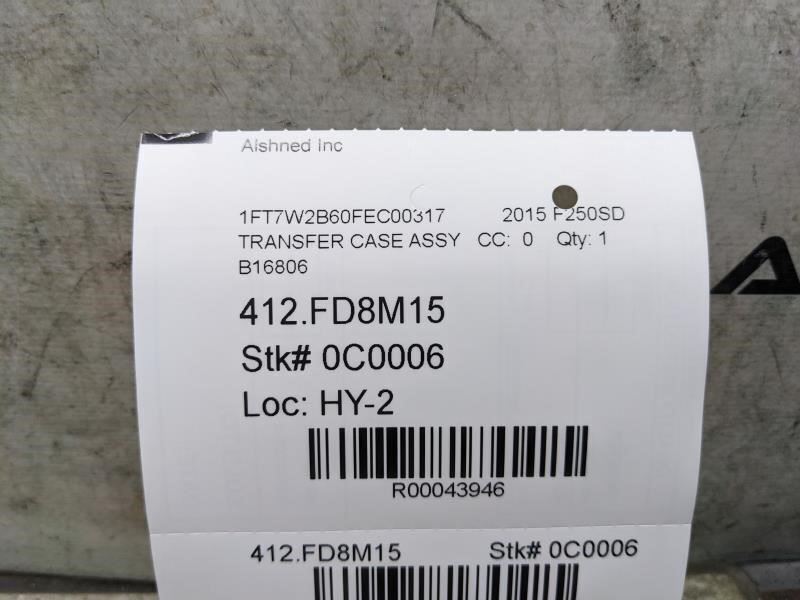 Alshned Inc
1FT7W2B60FEC00317 2015 F250SD
TRANSFER CASE ASSY CC: 0 Qty: 1
B16806
412.FD8M15
Stk# 0C0006
Loc: HY-2
R00043946
412.FD8M15 Stk# 0C0006